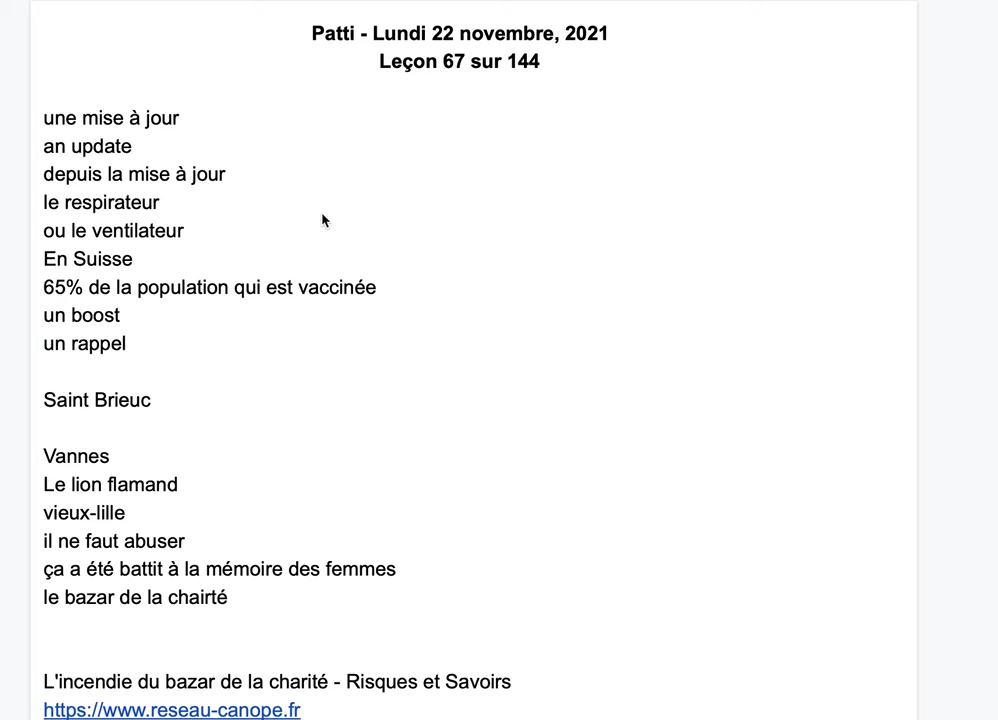 Patti - Lundi 22 novembre, 2021
Leçon 67 sur 144
une mise à jour
an update
depuis la mise à jour
le respirateur
ou le ventilateur
En Suisse
65% de la population qui est vaccinée
un boost
un rappel
Saint Brieuc
Vannes
Le lion flamand
vieux-lille
il ne faut abuser
ça a été battit à la mémoire des femmes
le bazar de la chairté
L'incendie du bazar de la charité - Risques et Savoirs
https://www.reseau-canope.fr